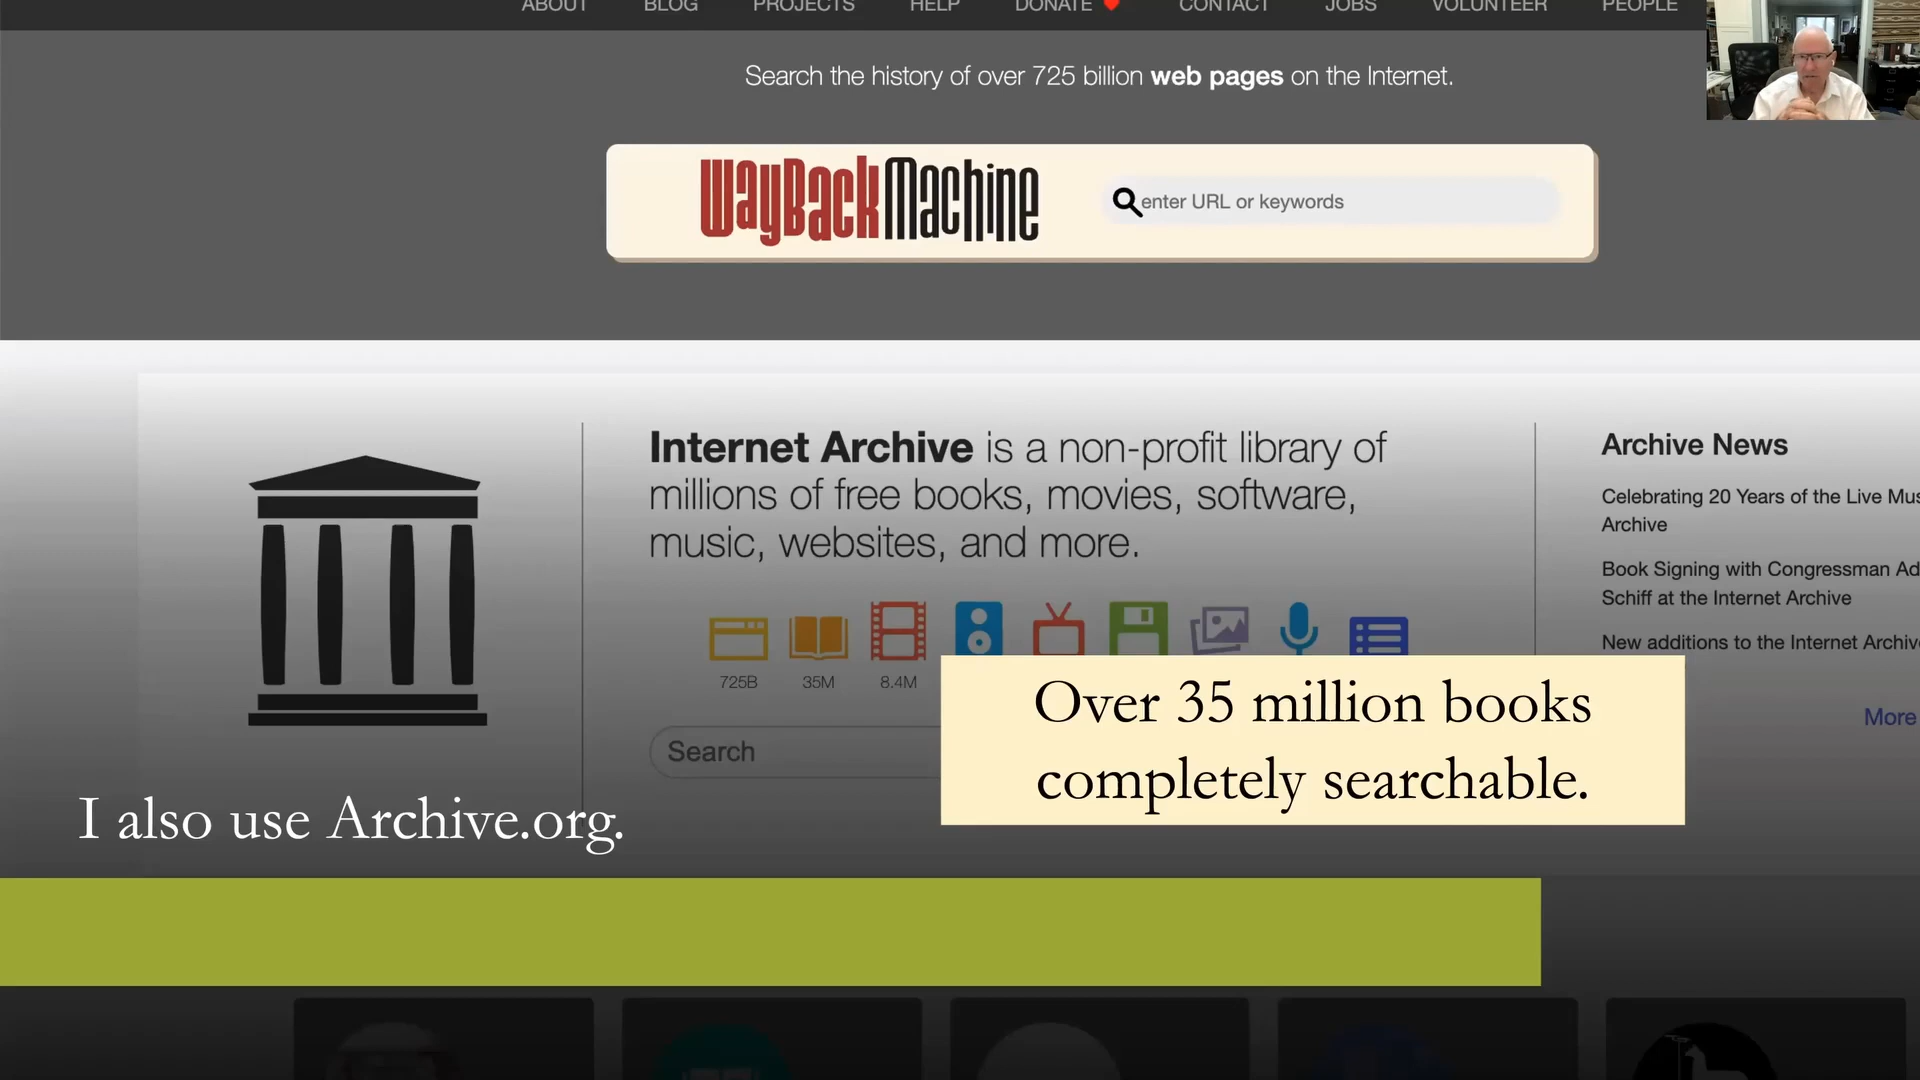 ABOUT BLOG PROJECTS HELP DONATE CONTACT JOBS VOLUNTEER PEOPLE
Search the history of over 725 billion web pages on the Internet.
WayBackMachine
enter URL or keywords
Internet Archive is a non-profit library of
millions of free books, movies, software,
music, websites, and more.
725B 35M 8.4M
Search
Archive News
Celebrating 20 Years of the Live
Archive
Book Signing with Congressman
Schiff at the Internet Archive
New additions to the Internet
More
Over 35 million books
completely searchable.
I also use Archive.org.